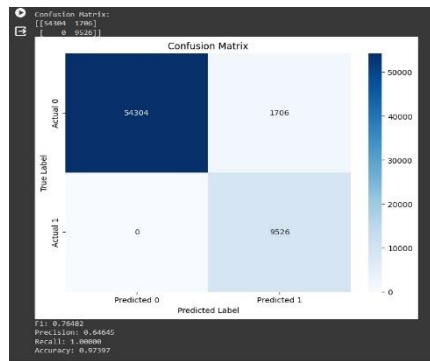 Confusion Matrix:
[[54304 1706]
[ 0 9526]]
Confusion Matrix
Actual 0
Actual 1
True Label
54304
1706
0
9526
50000
40000
30000
20000
10000
0
Predicted 0
Predicted 1
Predicted Label
F1: 0.76482
Precision: 0.64645
Recall: 1.00000
Accuracy: 0.97397